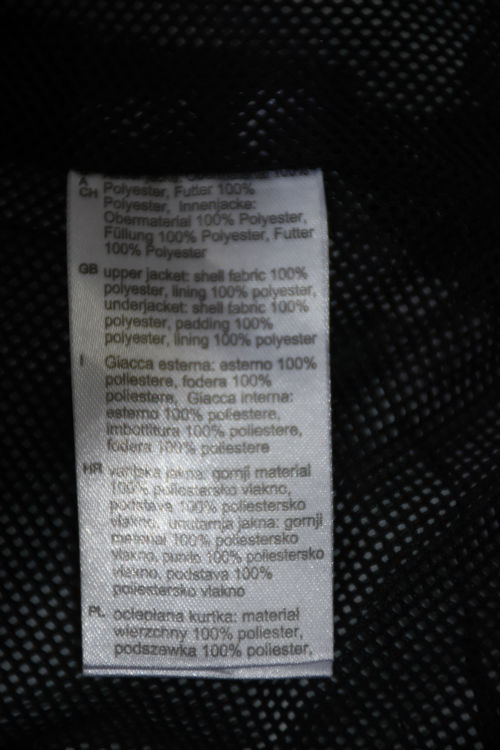 A
CH Polyester, Futter 100%
Polyester, Innenjacke:
Obermaterial 100% Polyester,
Füllung 100% Polyester, Futter
100% Polyester
GB upper jacket: shell fabric 100%
polyester, lining 100% polyester,
underjacket: shell fabric 100%
polyester, padding 100%
polyester, lining 100% polyester
I Giacca esterna: esterno 100%
poliestere, fodera 100%
poliestere, Giacca interna:
esterno 100% poliestere,
imbottitura 100% poliestere,
fodera 100% poliestere
HR vanjska jakna: gornji materijal
100% poliestersko vlakno,
podstava 100% poliestersko
vlakno, unutarnja jakna: gornji
materijal 100% poliestersko
vlakno, punilo 100% poliestersko
vlakno, podstava 100%
poliestersko vlakno
PL ocieplana kurtka: materiał
wierzchny 100% poliester,
podszewka 100% poliester,